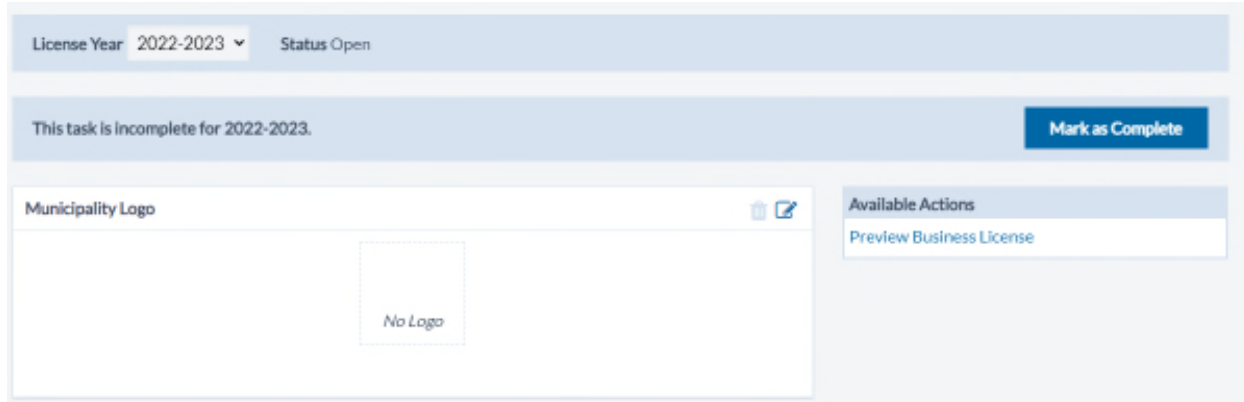 License Year 2022-2023 Status Open
This task is incomplete for 2022-2023.
Mark as Complete
Municipality Logo
No Logo
Available Actions
Preview Business License